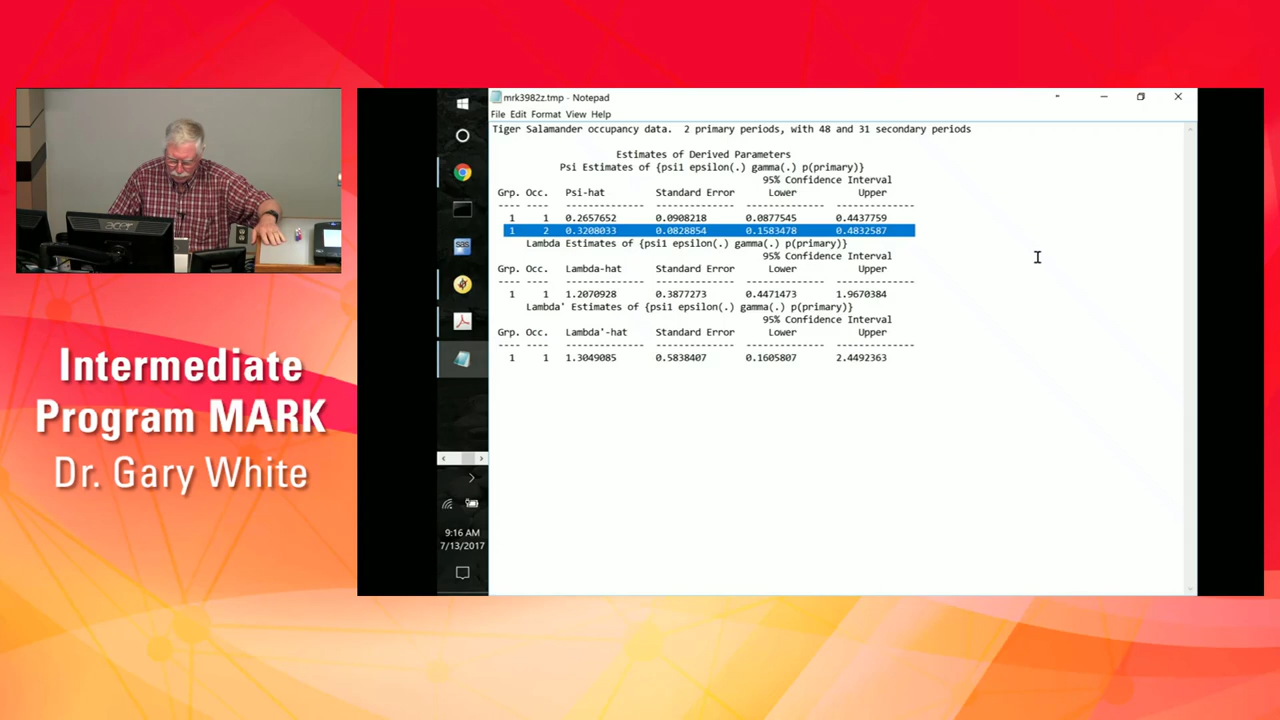 mrk3982z.tmp - Notepad
File Edit Format View Help
Tiger Salamander occupancy data. 2 primary periods, with 48 and 31 secondary periods
Estimates of Derived Parameters
Psi Estimates of {psi1 epsilon(.) gamma(.) p(primary)}
95% Confidence Interval
Grp. Occ. Psi-hat Standard Error Lower Upper
---- ---- -------------- -------------- -------------- --------------
1 1 0.2657652 0.0908218 0.0877545 0.4437759
1 2 0.3208033 0.0828854 0.1583478 0.4832587
Lambda Estimates of {psi1 epsilon(.) gamma(.) p(primary)}
95% Confidence Interval
Grp. Occ. Lambda-hat Standard Error Lower Upper
---- ---- -------------- -------------- -------------- --------------
1 1 1.2070928 0.3877273 0.4471473 1.9670384
Lambda' Estimates of {psi1 epsilon(.) gamma(.) p(primary)}
95% Confidence Interval
Grp. Occ. Lambda'-hat Standard Error Lower Upper
---- ---- -------------- -------------- -------------- --------------
1 1 1.3049085 0.5838407 0.1605807 2.4492363
SAS
9:16 AM
7/13/2017
acer
Intermediate
Program MARK
Dr. Gary White